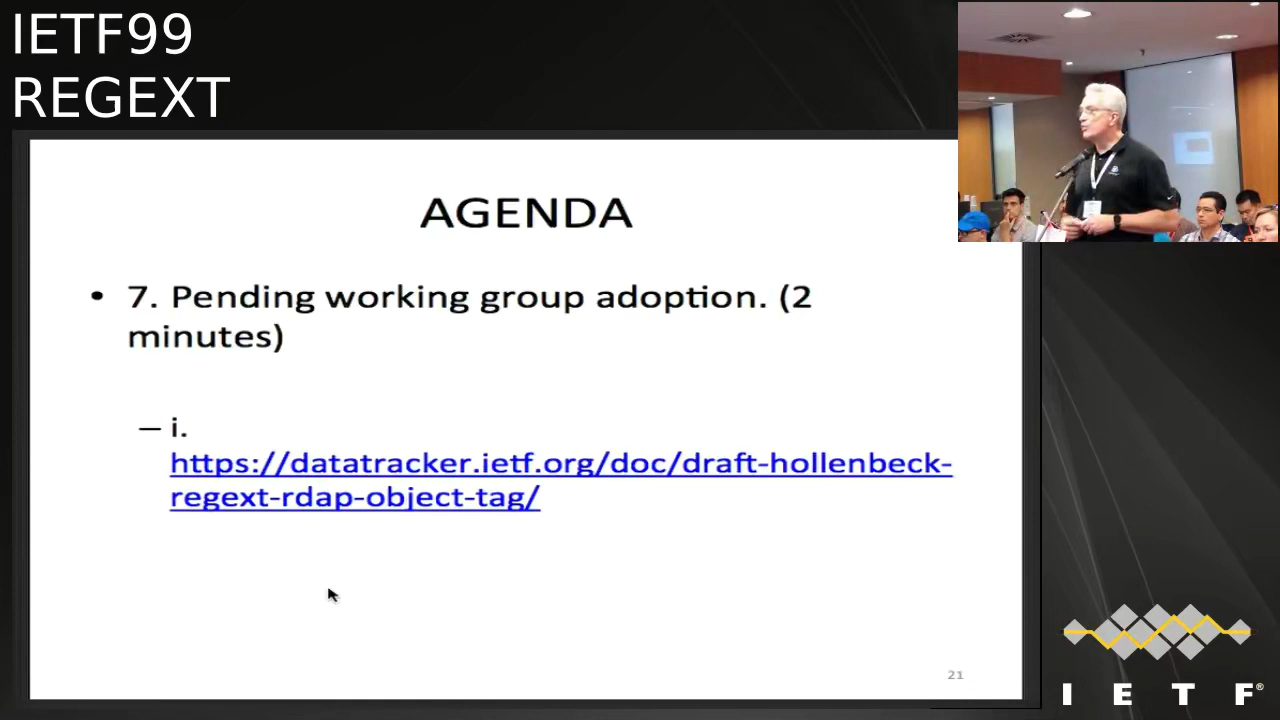 IETF99
REGEXT
AGENDA
• 7. Pending working group adoption. (2
minutes)
– i.
https://datatracker.ietf.org/doc/draft-hollenbeck-
regext-rdap-object-tag/
21
I E T F®